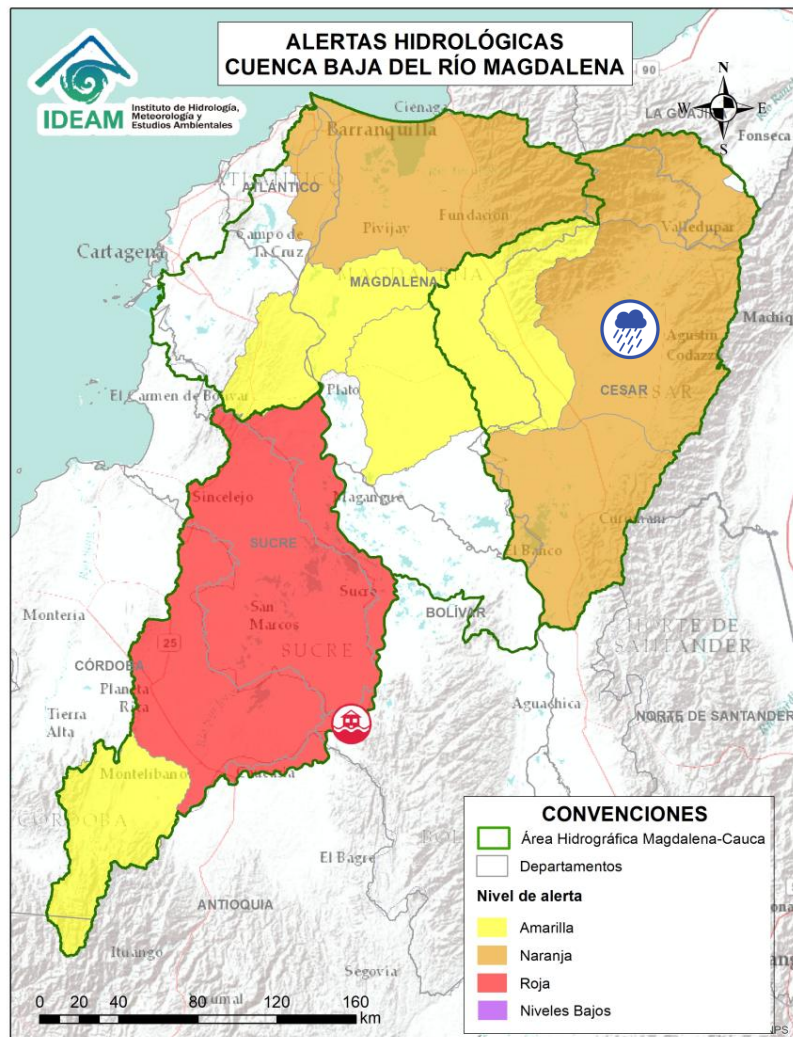 ALERTAS HIDROLÓGICAS
CUENCA BAJA DEL RÍO MAGDALENA
IDEAM
Instituto de Hidrología,
Meteorología y
Estudios Ambientales
90
N
W E
S
Ciénaga
LA GUAJIRA
Fonseca
Barranquilla
ATLÁNTICO
Pivijay
Fundación
Valledupar
Cartagena
Campo de
La Cruz
MAGDALENA
MAGDALENA
Agustín
Codazzi
CESAR
El Carmen de Bolívar
Plato
Sincelejo
Magangué
SUCRE
El Banco
Sucre
Montería
San
Marcos
BOLÍVAR
SUCRE
NORTE DE
SANTANDER
25
CÓRDOBA
Planeta
Rica
Aguachica
Tierra
Alta
NORTE DE SANTANDER
Montelíbano
Caucasia
CÓRDOBA
El Bagre
ANTIOQUIA
Ituango
Segovia
CONVENCIONES
Área Hidrográfica Magdalena-Cauca
Departamentos
Nivel de alerta
Amarilla
Naranja
Roja
Niveles Bajos
0 20 40 80 120 160
km